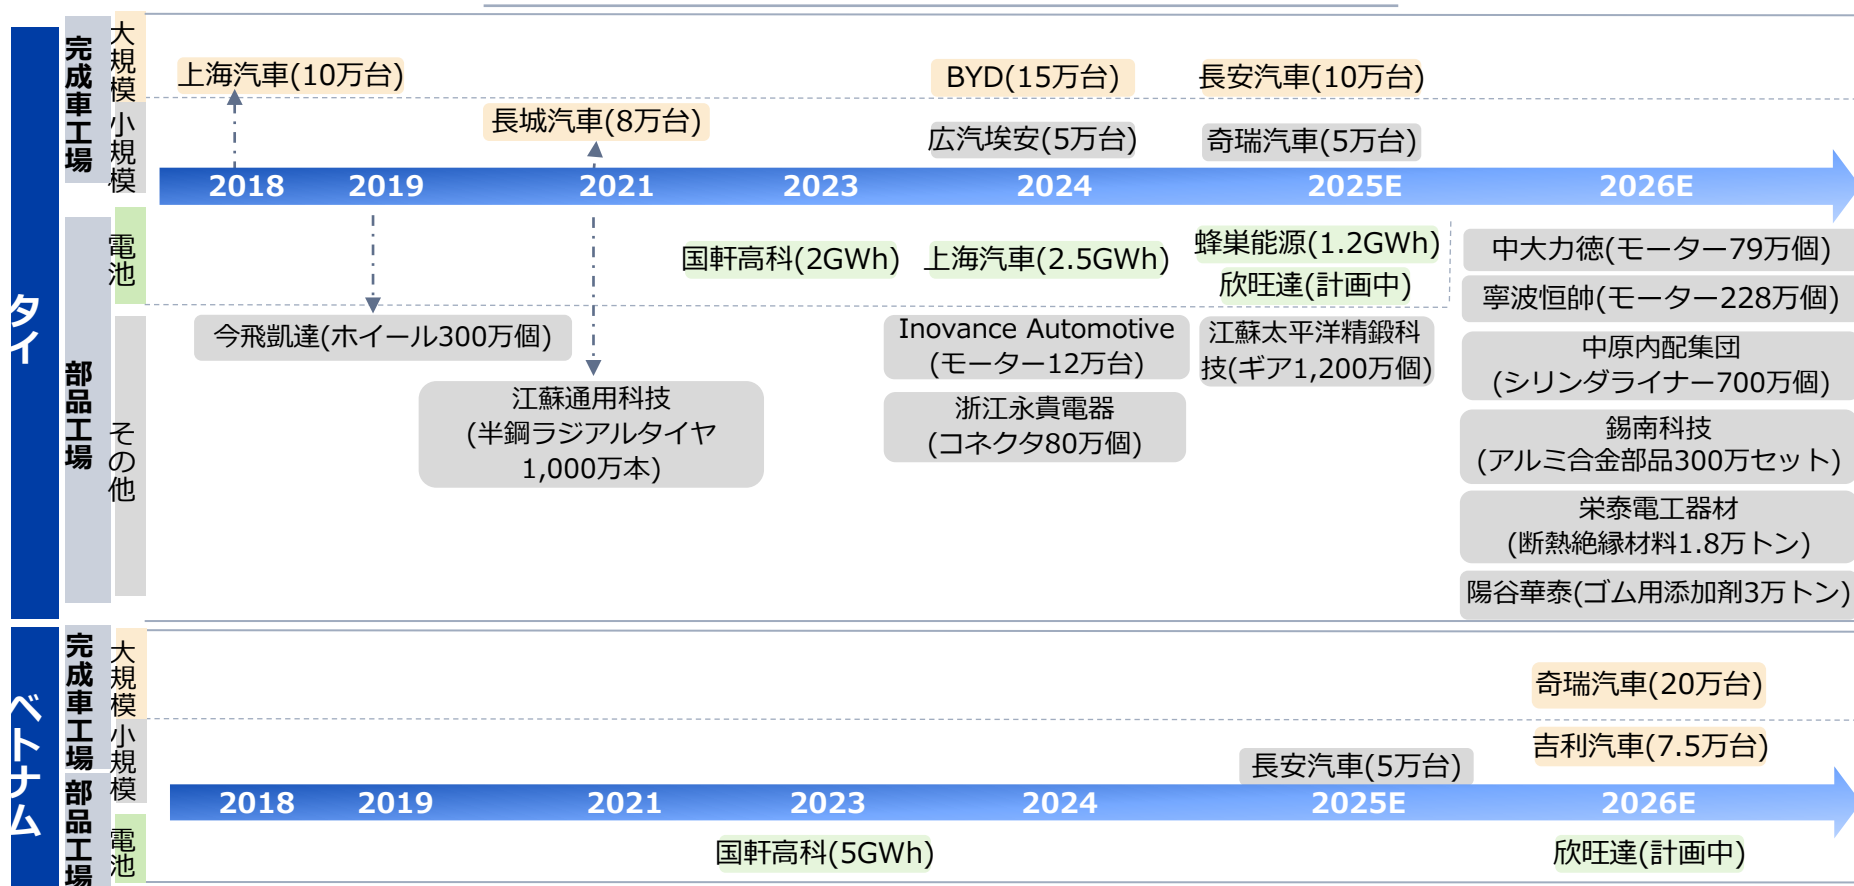 タイ
完成車工場
大規模
上海汽車(10万台)
BYD(15万台)
長安汽車(10万台)
小規模
長城汽車(8万台)
広汽埃安(5万台)
奇瑞汽車(5万台)
2018
2019
2021
2023
2024
2025E
2026E
部品工場
電池
国軒高科(2GWh)
上海汽車(2.5GWh)
蜂巣能源(1.2GWh)
欣旺達(計画中)
その他
今飛凱達(ホイール300万個)
江蘇通用科技
(半鋼ラジアルタイヤ
1,000万本)
Inovance Automotive
(モーター12万台)
浙江永貴電器
(コネクタ80万個)
江蘇太平洋精鍛科
技(ギア1,200万個)
中大力徳(モーター79万個)
寧波恒帥(モーター228万個)
中原内配集団
(シリンダライナー700万個)
錫南科技
(アルミ合金部品300万セット)
栄泰電工器材
(断熱絶縁材料1.8万トン)
陽谷華泰(ゴム用添加剤3万トン)
ベトナム
完成車工場
大規模
奇瑞汽車(20万台)
小規模
吉利汽車(7.5万台)
長安汽車(5万台)
2018
2019
2021
2023
2024
2025E
2026E
部品工場
電池
国軒高科(5GWh)
欣旺達(計画中)